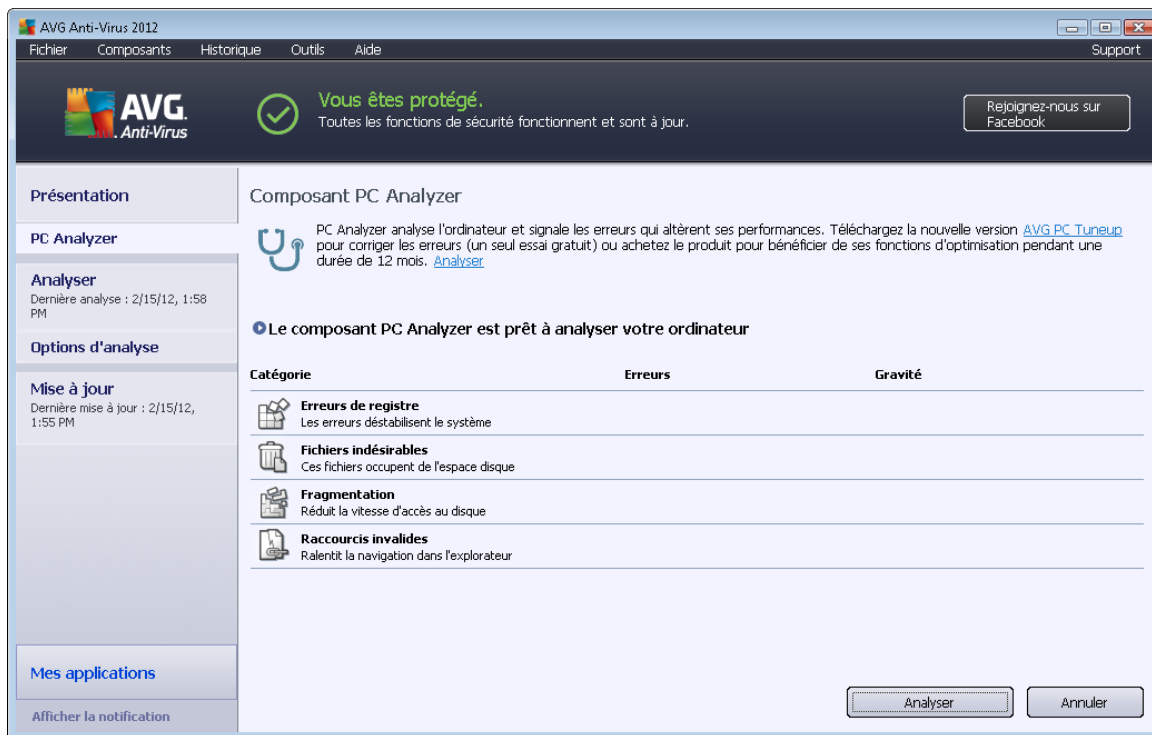 AVG Anti-Virus 2012
Fichier Composants Historique Outils Aide Support
AVG.
Anti-Virus
Vous êtes protégé.
Toutes les fonctions de sécurité fonctionnent et sont à jour.
Rejoignez-nous sur
Facebook
Présentation
PC Analyzer
Analyser
Dernière analyse : 2/15/12, 1:58
PM
Options d'analyse
Mise à jour
Dernière mise à jour : 2/15/12,
1:55 PM
Mes applications
Afficher la notification
Composant PC Analyzer
PC Analyzer analyse l'ordinateur et signale les erreurs qui altèrent ses performances. Téléchargez la nouvelle version AVG PC Tuneup
pour corriger les erreurs (un seul essai gratuit) ou achetez le produit pour bénéficier de ses fonctions d'optimisation pendant une
durée de 12 mois. Analyser
Le composant PC Analyzer est prêt à analyser votre ordinateur
Catégorie Erreurs Gravité
Erreurs de registre
Les erreurs déstabilisent le système
Fichiers indésirables
Ces fichiers occupent de l'espace disque
Fragmentation
Réduit la vitesse d'accès au disque
Raccourcis invalides
Ralentit la navigation dans l'explorateur
Analyser Annuler